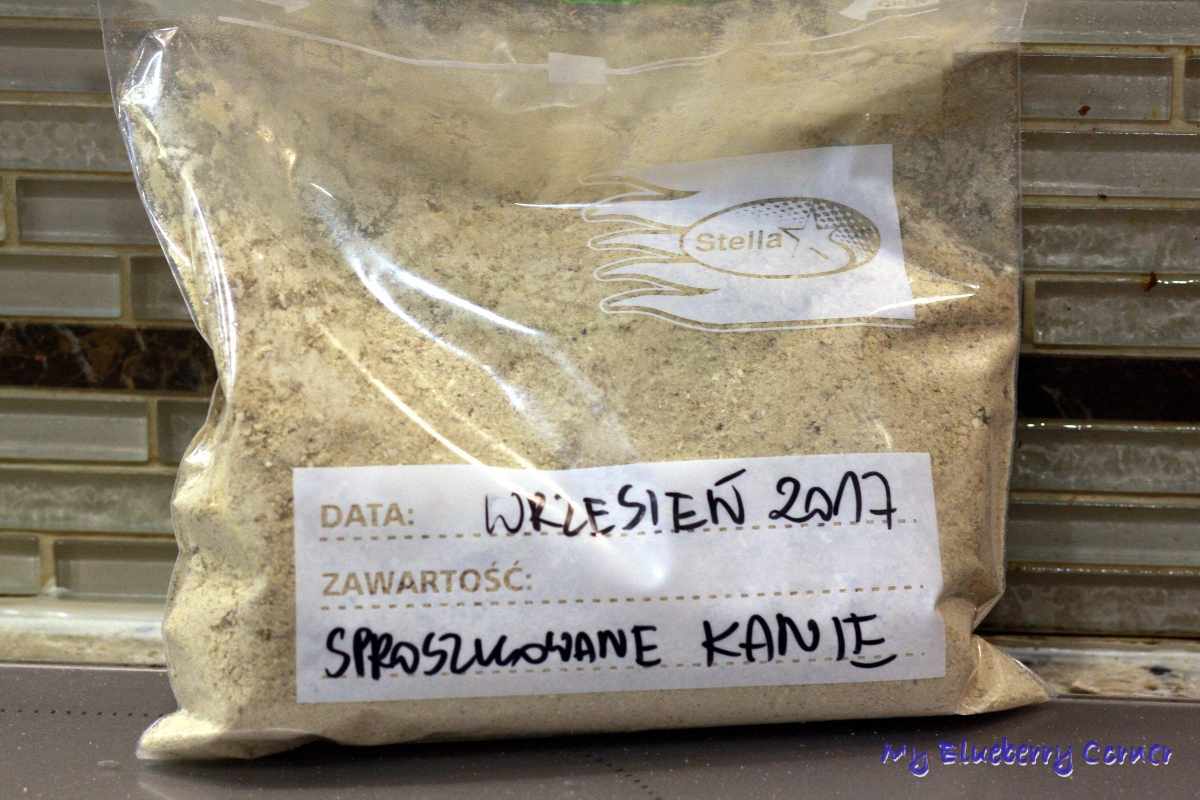 Stella
DATA: WRZESIEŃ 2017
ZAWARTOŚĆ:
SPROSZKOWANE KANIE
My Blueberry Corner